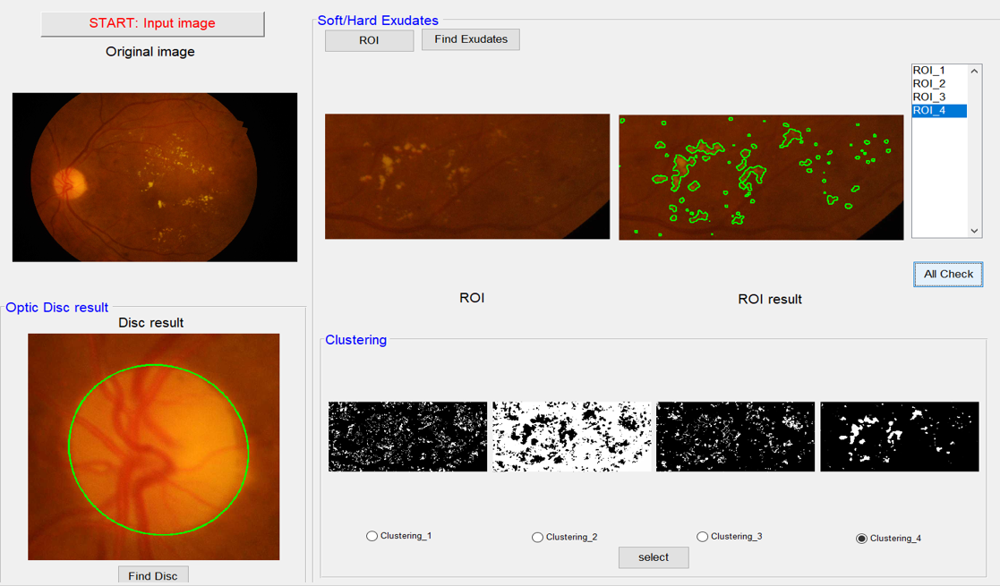 START: Input image
Original image
Soft/Hard Exudates
ROI
Find Exudates
ROI_1
ROI_2
ROI_3
ROI_4
All Check
ROI
ROI result
Optic Disc result
Disc result
Find Disc
Clustering
Clustering_1
Clustering_2
Clustering_3
Clustering_4
select